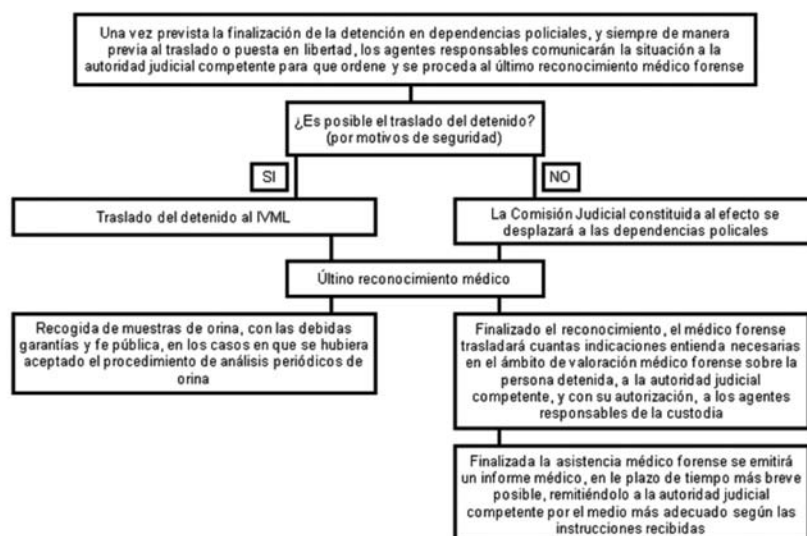 Una vez prevista la finalización de la detención en dependencias policiales, y siempre de manera
previa al traslado o puesta en libertad, los agentes responsables comunicarán la situación a la
autoridad judicial competente para que ordene y se proceda al último reconocimiento médico forense
¿Es posible el traslado del detenido?
(por motivos de seguridad)
SI
NO
Traslado del detenido al IVML
La Comisión Judicial constituida al efecto se
desplazará a las dependencias policales
Últino reconocimiento médico
Recogida de muestras de orina, con las debidas
garantías y fe pública, en los casos en que se hubiera
aceptado el procedimiento de análisis periódicos de
orina
Finalizado el reconocimiento, el médico forense
trasladará cuantas indicaciones entienda necesarias
en el ámbito de valoración médico forense sobre la
persona detenida, a la autoridad judicial
competente, y con su autorización, a los agentes
responsables de la custodia
Finalizada la asistencia médico forense se emitirá
un informe médico, en le plazo de tiempo más breve
posible, remitiéndolo a la autoridad judicial
competente por el medio más adecuado según las
instrucciones recibidas